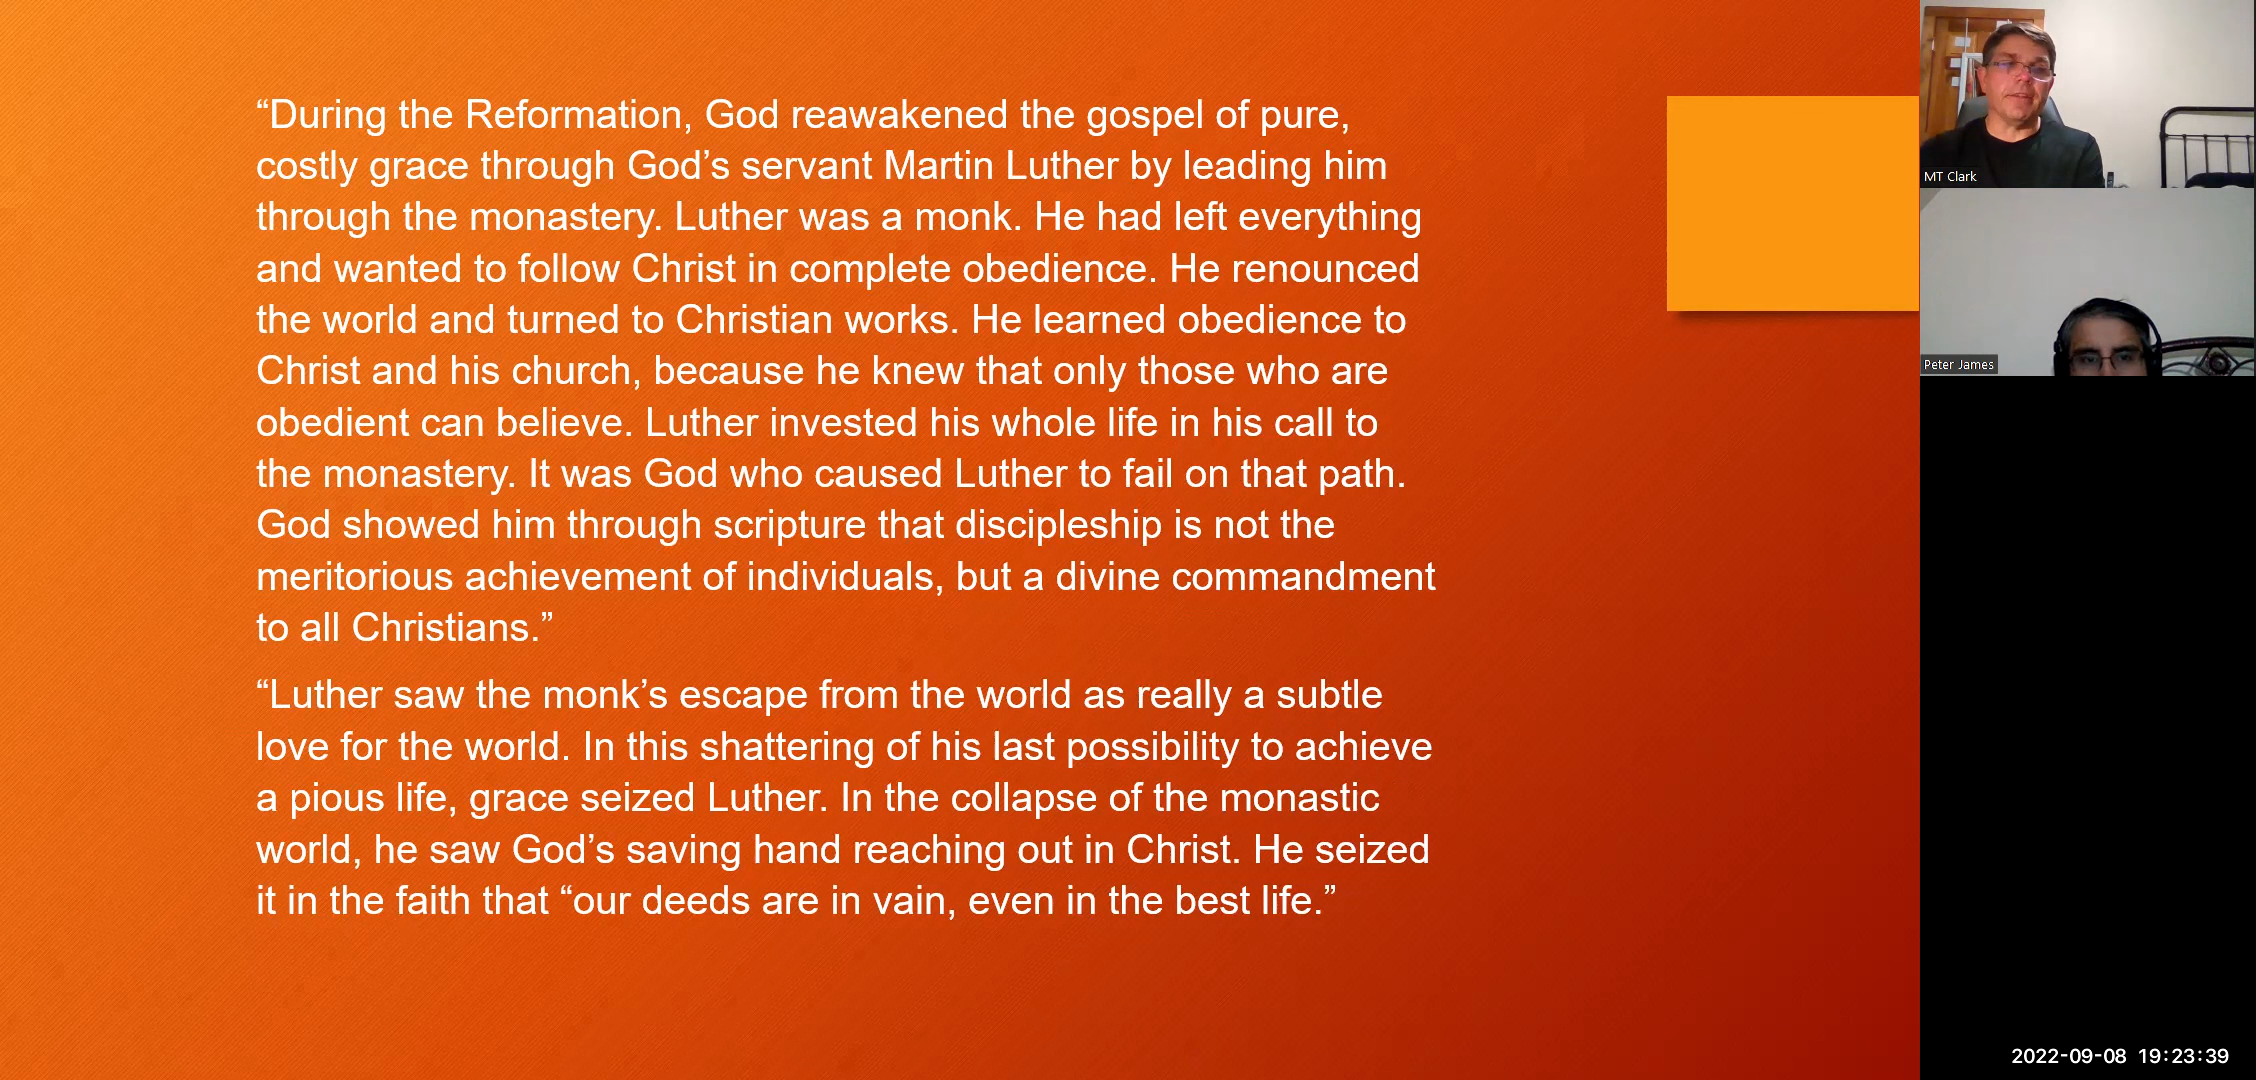 “During the Reformation, God reawakened the gospel of pure,
costly grace through God’s servant Martin Luther by leading him
through the monastery. Luther was a monk. He had left everything
and wanted to follow Christ in complete obedience. He renounced
the world and turned to Christian works. He learned obedience to
Christ and his church, because he knew that only those who are
obedient can believe. Luther invested his whole life in his call to
the monastery. It was God who caused Luther to fail on that path.
God showed him through scripture that discipleship is not the
meritorious achievement of individuals, but a divine commandment
to all Christians.”
“Luther saw the monk’s escape from the world as really a subtle
love for the world. In this shattering of his last possibility to achieve
a pious life, grace seized Luther. In the collapse of the monastic
world, he saw God’s saving hand reaching out in Christ. He seized
it in the faith that “our deeds are in vain, even in the best life.”
MT Clark
Peter James
2022-09-08 19:23:39